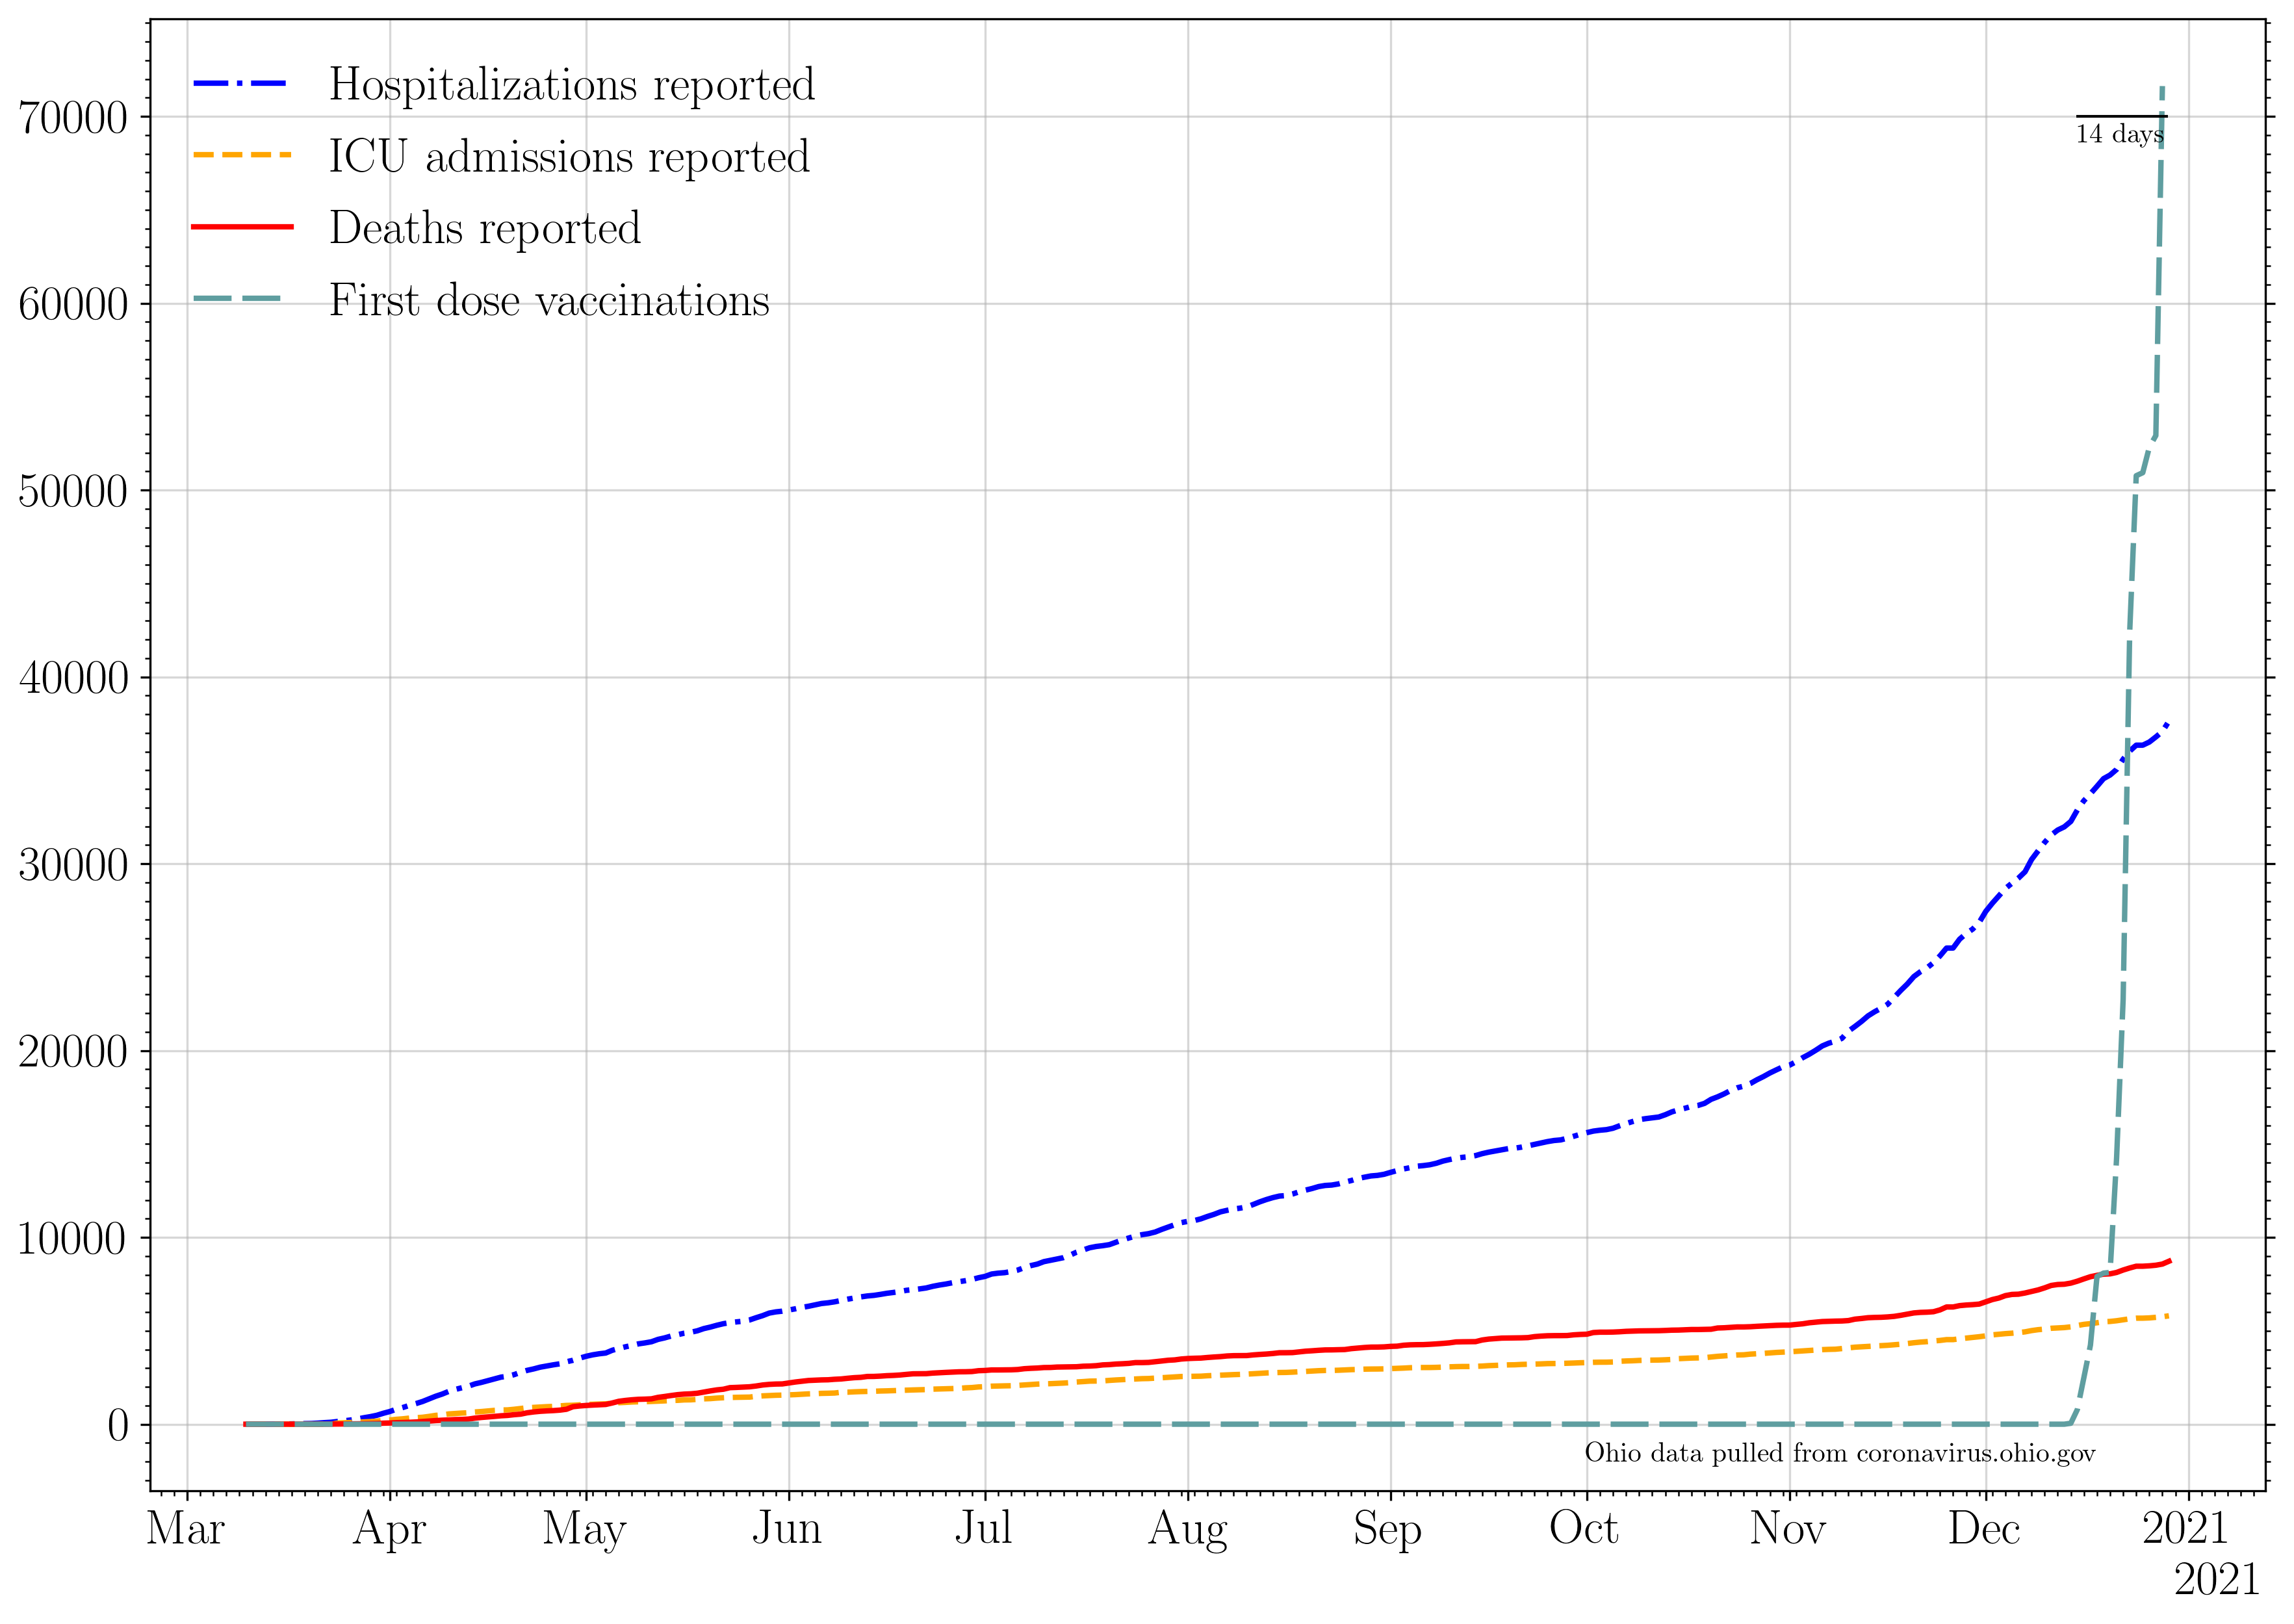 Hospitalizations reported
ICU admissions reported
Deaths reported
First dose vaccinations
14 days
70000
60000
50000
40000
30000
20000
10000
0
Ohio data pulled from coronavirus.ohio.gov
Mar Apr May Jun Jul Aug Sep Oct Nov Dec 2021
2021